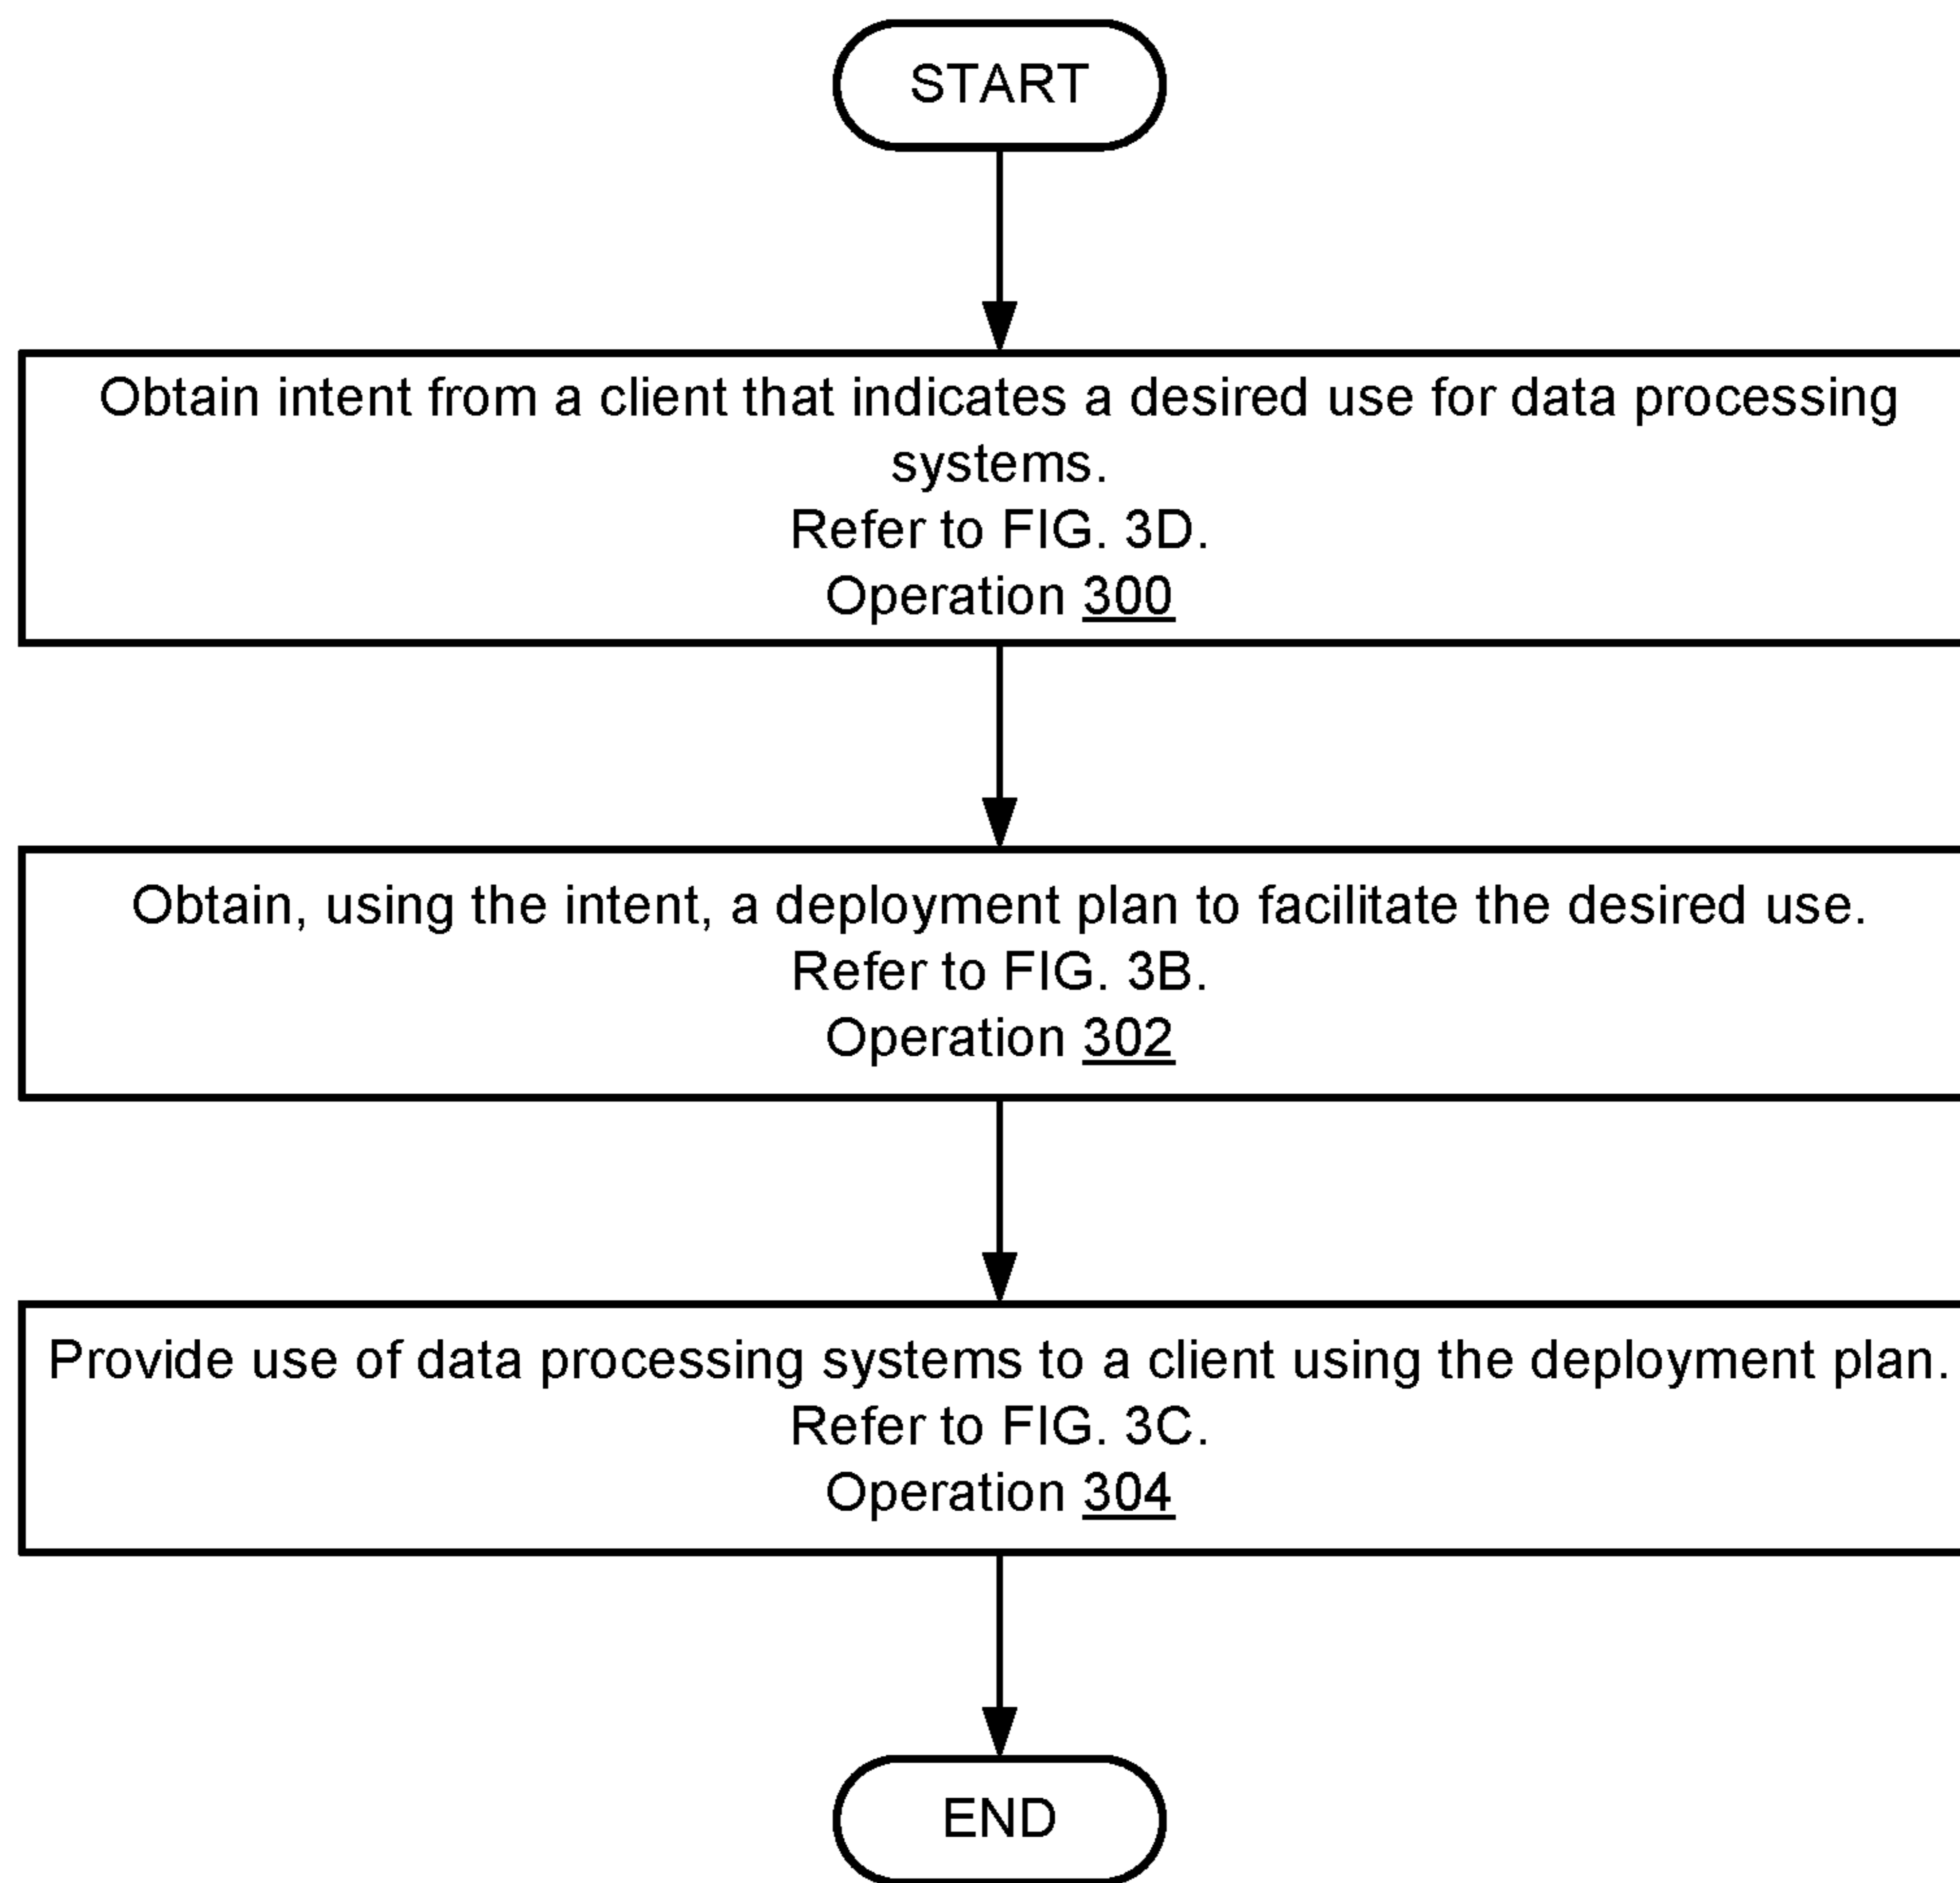 START
Obtain intent from a client that indicates a desired use for data processing
systems.
Refer to FIG. 3D.
Operation 300
Obtain, using the intent, a deployment plan to facilitate the desired use.
Refer to FIG. 3B.
Operation 302
Provide use of data processing systems to a client using the deployment plan.
Refer to FIG. 3C.
Operation 304
END